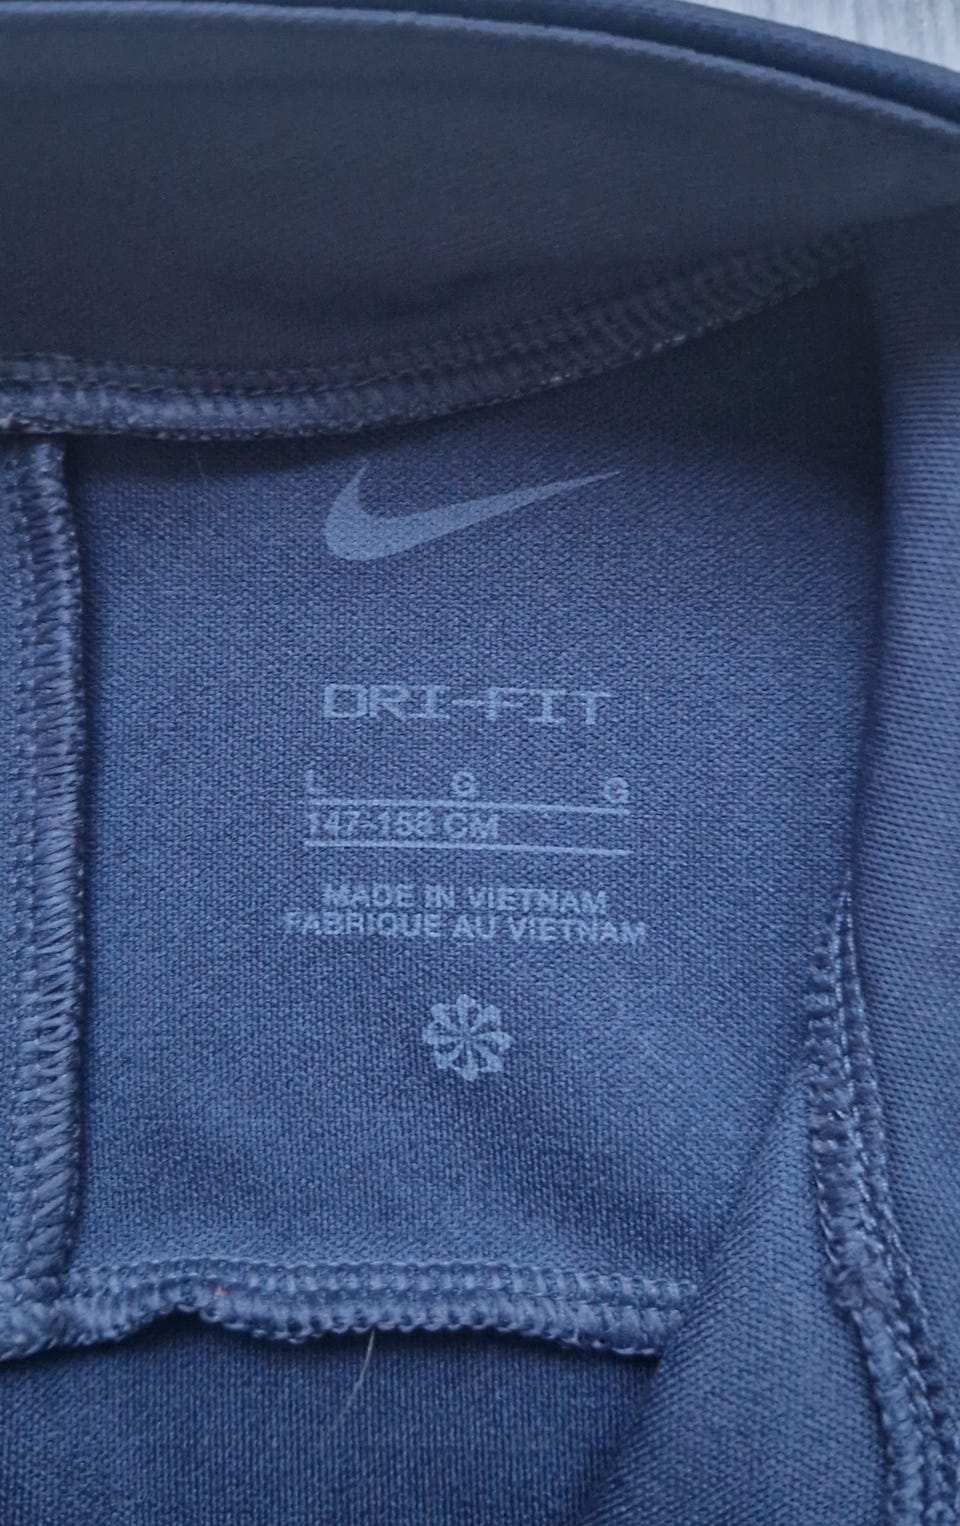 DRI-FIT
L G G
147-158 CM
MADE IN VIETNAM
FABRIQUE AU VIETNAM